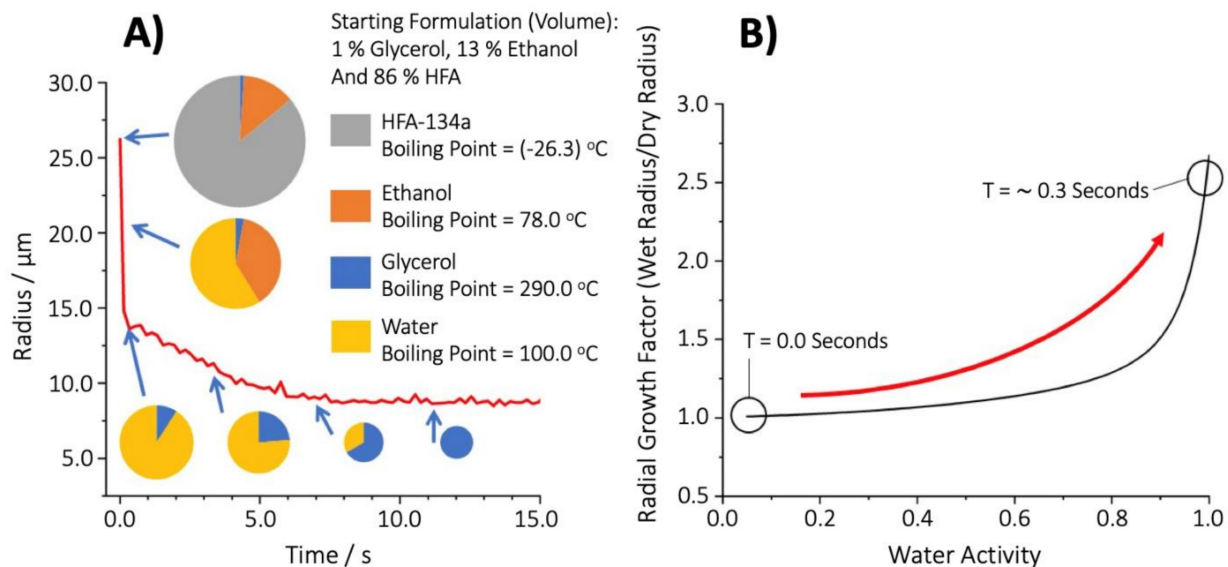 A)
Starting Formulation (Volume):
1 % Glycerol, 13 % Ethanol
And 86 % HFA
HFA-134a
Boiling Point = (-26.3) °C
Ethanol
Boiling Point = 78.0 °C
Glycerol
Boiling Point = 290.0 °C
Water
Boiling Point = 100.0 °C
Radius / µm
30.0
25.0
20.0
15.0
10.0
5.0
0.0
5.0
10.0
15.0
Time / s
B)
Radial Growth Factor (Wet Radius/Dry Radius)
3.0
2.5
2.0
1.5
1.0
0.5
T = ~ 0.3 Seconds
T = 0.0 Seconds
0.0
0.2
0.4
0.6
0.8
1.0
Water Activity